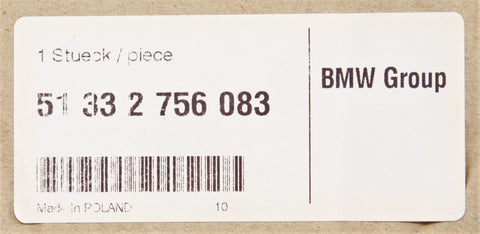 1 Stueck / piece
51 33 2 756 083
BMW Group
Made In POLAND 10